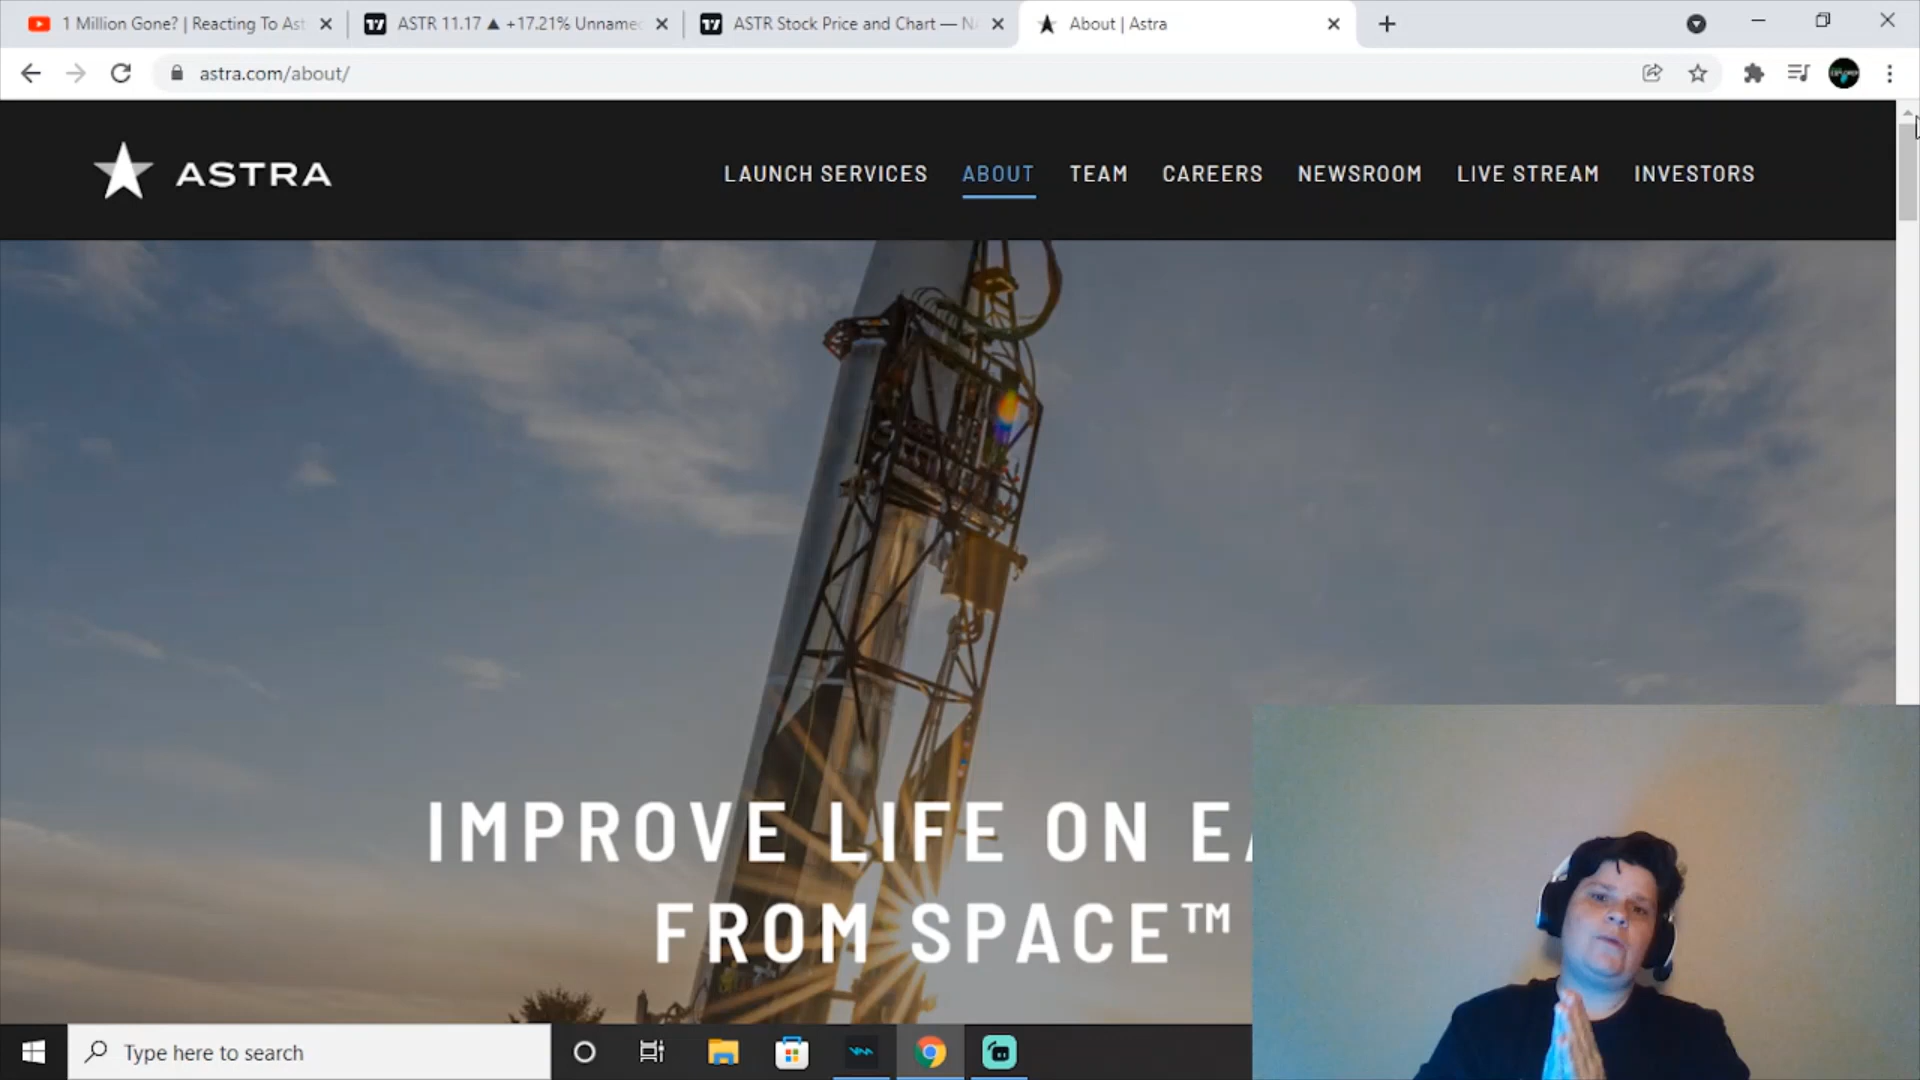 1 Million Gone? | Reacting To Ast
ASTR 11.17 ▲ +17.21% Unname
ASTR Stock Price and Chart — N
About | Astra
astra.com/about/
ASTRA
LAUNCH SERVICES
ABOUT
TEAM
CAREERS
NEWSROOM
LIVE STREAM
INVESTORS
IMPROVE LIFE ON EA
FROM SPACE™
Type here to search